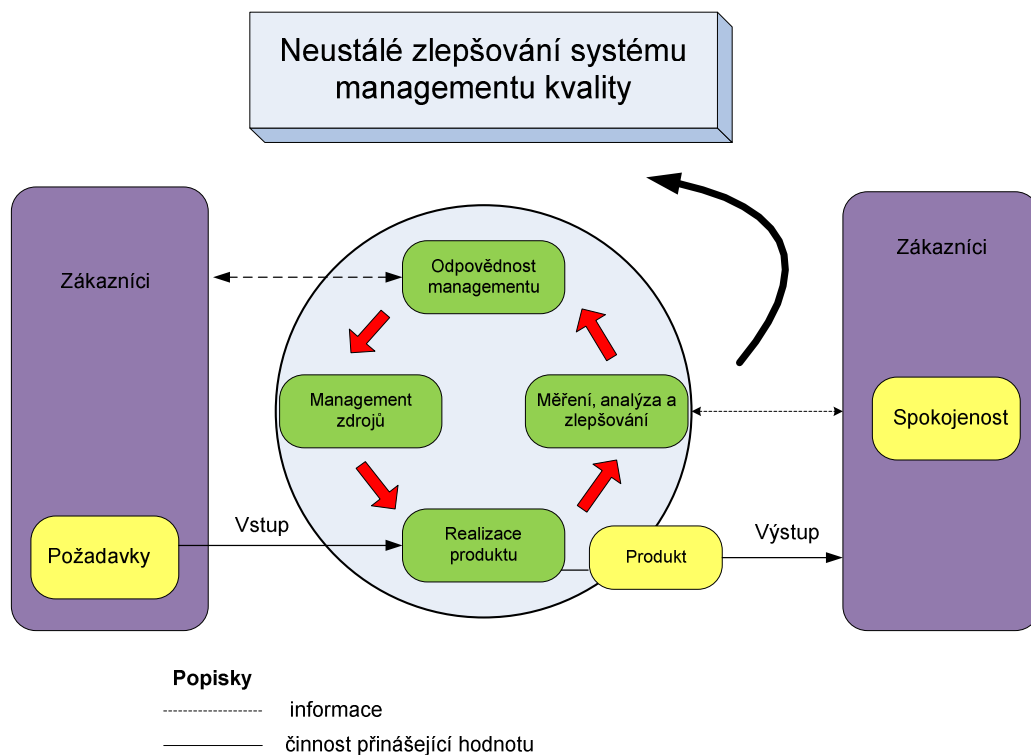 Neustálé zlepšování systému
managementu kvality
Zákazníci
Zákazníci
Odpovědnost
managementu
Management
zdrojů
Měření, analýza a
zlepšování
Spokojenost
Požadavky
Vstup
Realizace
produktu
Produkt
Výstup
Popisky
informace
činnost přinášející hodnotu